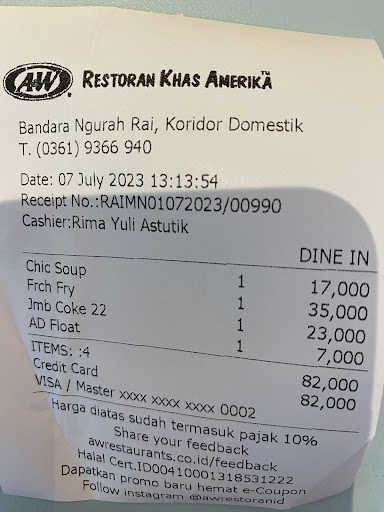 A&W RESTORAN KHAS AMERIKA™
Bandara Ngurah Rai, Koridor Domestik
T. (0361) 9366 940
Date: 07 July 2023 13:13:54
Receipt No.:RAIMN01072023/00990
Cashier:Rima Yuli Astutik
DINE IN
Chic Soup 1 17,000
Frch Fry 1 35,000
Jmb Coke 22 1 23,000
AD Float 1 7,000
ITEMS: :4 82,000
Credit Card 82,000
VISA / Master xxxx xxxx xxxx 0002
Harga diatas sudah termasuk pajak 10%
Share your feedback
awrestaurants.co.id/feedback
Halal Cert.ID00410001318531222
Dapatkan promo baru hemat e-Coupon
Follow instagram @awrestoranid